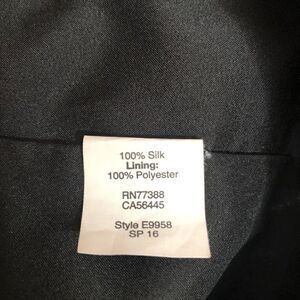 100% Silk
Lining:
100% Polyester
RN77388
CA56445
Style E9958
SP 16